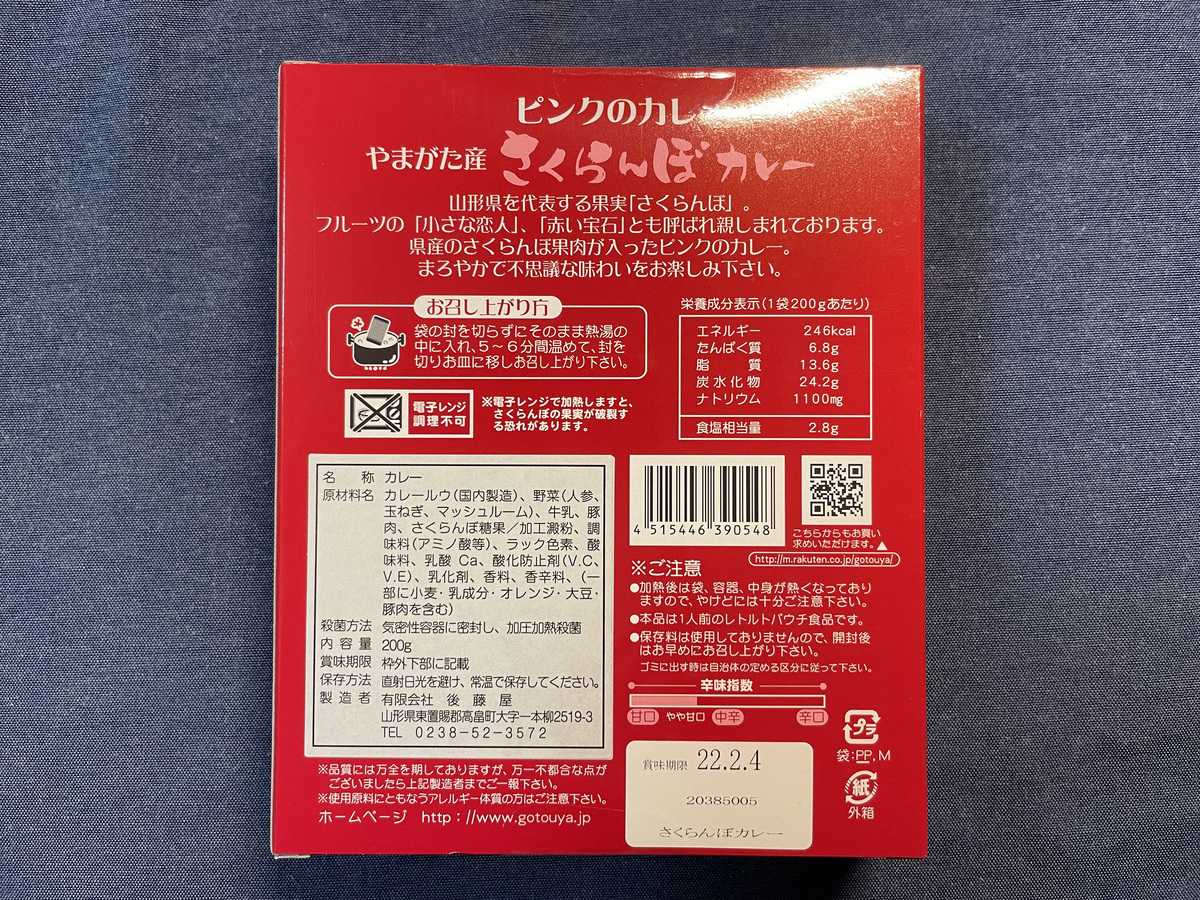 ピンクのカレー
やまがた産 さくらんぼカレー
山形県を代表する果実｢さくらんぼ｣。
フルーツの「小さな恋人」、「赤い宝石」とも呼ばれ親しまれております。
県産のさくらんぼ果肉が入ったピンクのカレー。
まろやかで不思議な味わいをお楽しみ下さい。
お召し上がり方
袋の封を切らずにそのまま熱湯の
中に入れ、5～6分間温めて、封を
切りお皿に移しお召し上がり下さい。
電子レンジ
調理不可
※電子レンジで加熱しますと、
さくらんぼの果実が破裂す
る恐れがあります。
栄養成分表示(1袋200gあたり)
エネルギー 246kcal
たんぱく質 6.8g
脂質 13.6g
炭水化物 24.2g
ナトリウム 1100mg
食塩相当量 2.8g
名称 カレー
原材料名 カレールウ(国内製造)、野菜(人参、
玉ねぎ、マッシュルーム)、牛乳、豚
肉、さくらんぼ糖果／加工澱粉、調
味料(アミノ酸等)、ラック色素、酸
味料、乳酸Ca、酸化防止剤(V.C、
V.E)、乳化剤、香料、香辛料、(一
部に小麦・乳成分・オレンジ・大豆・
豚肉を含む)
殺菌方法 気密性容器に密封し、加圧加熱殺菌
内容量 200g
賞味期限 枠外下部に記載
保存方法 直射日光を避け、常温で保存してください。
製造者 有限会社 後藤屋
山形県東置賜郡高畠町大字一本柳2519-3
TEL 0238-52-3572
※品質には万全を期しておりますが、万一不都合な点が
ございましたら上記製造者までご一報下さい。
※使用原料にともなうアレルギー体質の方はご注意下さい。
ホームページ http://www.gotouya.jp
4 515446 390548
こちらからもお買い
求めいただけます。▲
http://m.rakuten.co.jp/gotouya/
※ご注意
●加熱後は袋、容器、中身が熱くなっており
ますので、やけどには十分ご注意下さい。
●本品は1人前のレトルトパウチ食品です。
●保存料は使用しておりませんので、開封後
はお早めにお召し上がり下さい。
ゴミに出す時は自治体の定める区分に従って下さい。
辛味指数
甘口 やや甘口 中辛 辛口
プラ
袋:PP,M
紙
外箱
賞味期限 22.2.4
20385005
さくらんぼカレー